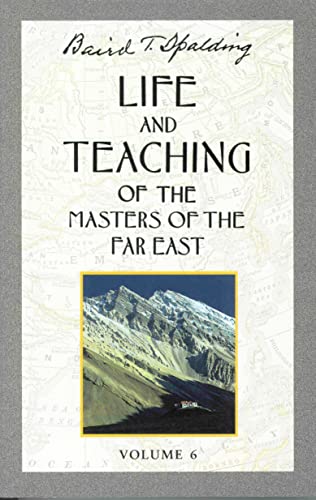 Baird T. Spalding
LIFE
AND
TEACHING
OF THE
MASTERS OF THE
FAR EAST
VOLUME 6